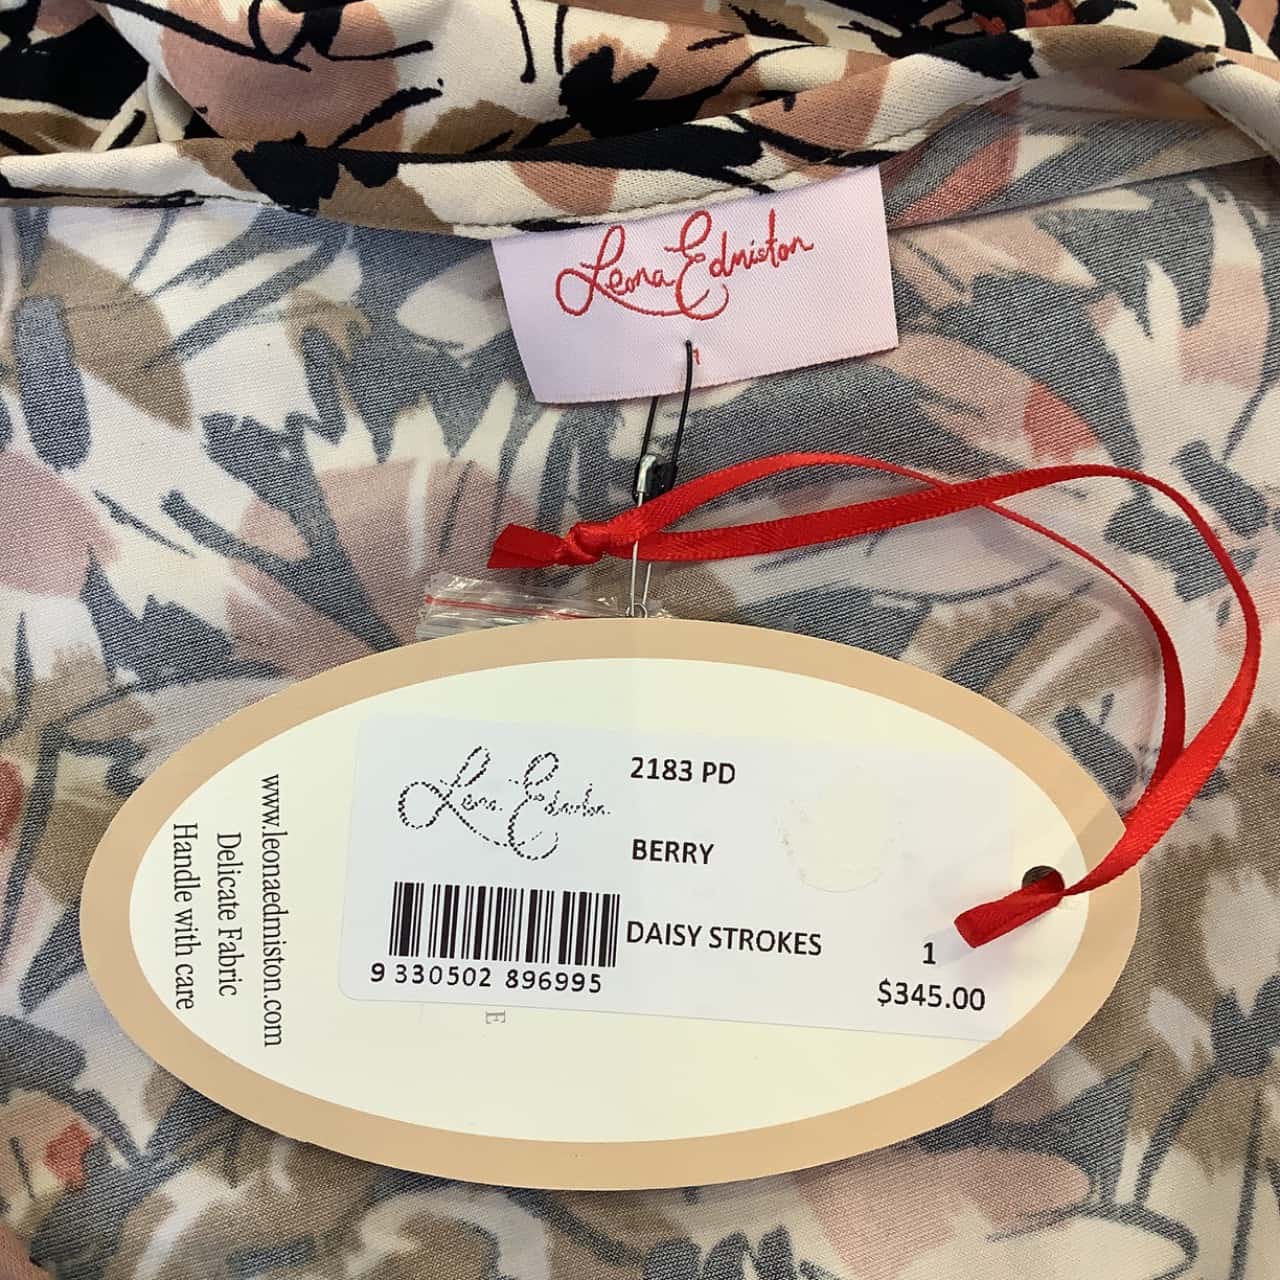 Leona Edmiston
1
Leona Edmiston
2183 PD
BERRY
DAISY STROKES
1
$345.00
9 330502 896995
www.leonaedmiston.com
Delicate Fabric
Handle with care
E